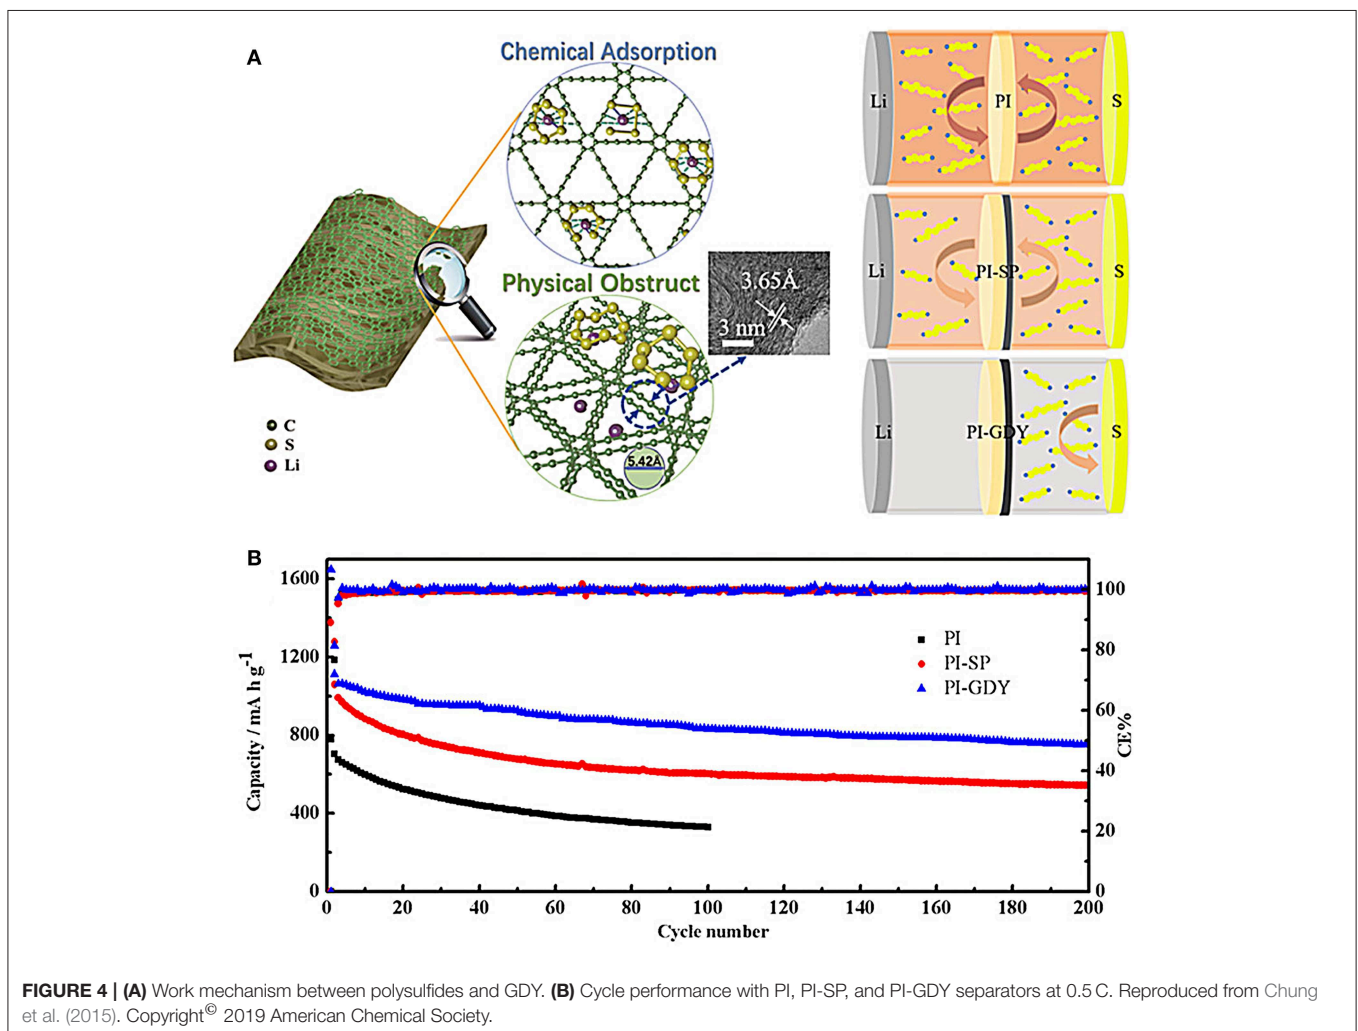 A
Chemical Adsorption
Physical Obstruct
3.65Å
3 nm
5.42Å
C
S
Li
Li
PI
S
Li
PI-SP
S
Li
PI-GDY
S
B
1600
1200
800
400
0
Capacity / mA h g-1
100
80
60
40
20
0
CE%
PI
PI-SP
PI-GDY
0 20 40 60 80 100 120 140 160 180 200
Cycle number
FIGURE 4 | (A) Work mechanism between polysulfides and GDY. (B) Cycle performance with PI, PI-SP, and PI-GDY separators at 0.5 C. Reproduced from Chung
et al. (2015). Copyright© 2019 American Chemical Society.